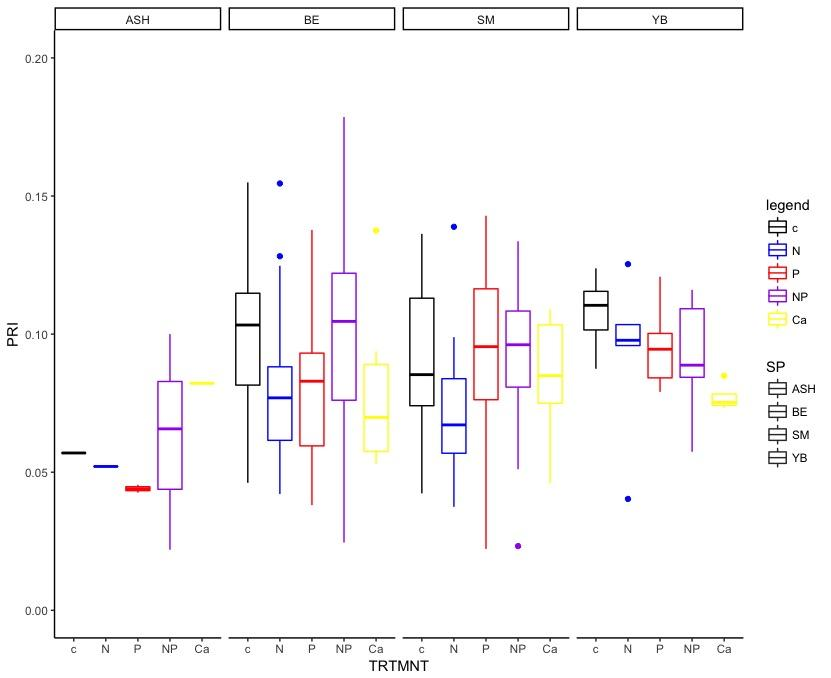 ASH BE SM YB
0.20
0.15
0.10
0.05
0.00
PRI
c N P NP Ca c N P NP Ca c N P NP Ca c N P NP Ca
TRTMNT
legend
c
N
P
NP
Ca
SP
ASH
BE
SM
YB